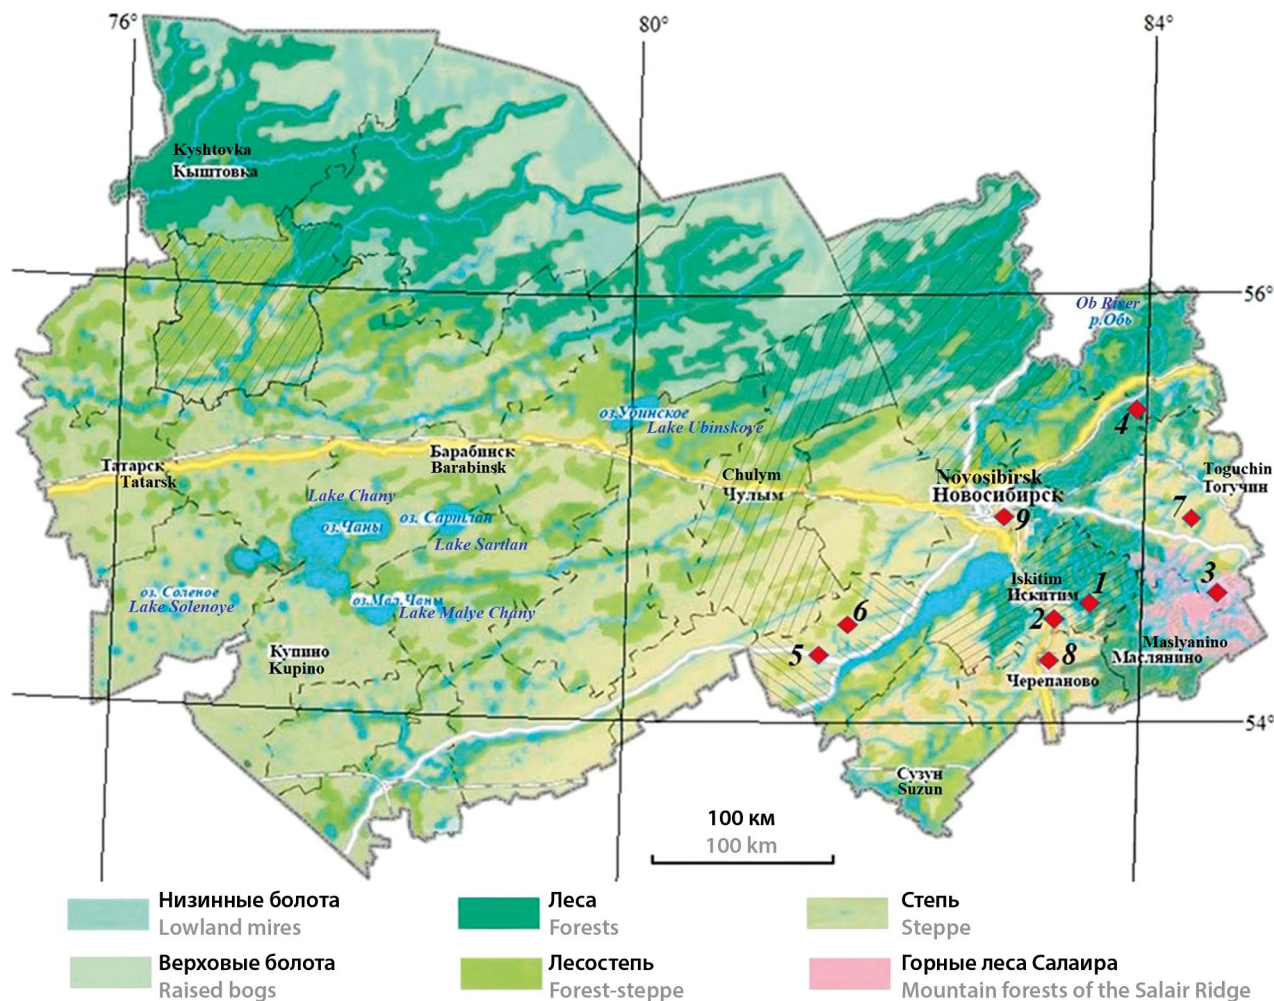 76°
80°
84°
Kyshtovka
Кыштовка
56°
Ob River
р.Обь
оз.Убинское
Lake Ubinskoye
4
Татарск
Tatarsk
Барабинск
Barabinsk
Chulym
Чулым
Novosibirsk
Новосибирск
Toguchin
Тогучин
Lake Chany
оз.Чаны
оз. Сартлан
Lake Sartlan
9
7
оз. Соленое
Lake Solenoye
оз.Мал.Чаны
Lake Malye Chany
Iskitim
Искитим
1
3
2
6
5
Купино
Kupino
Maslyanino
Маслянино
8
Черепаново
54°
Сузун
Suzun
100 км
100 km
Низинные болота
Lowland mires
Леса
Forests
Степь
Steppe
Верховые болота
Raised bogs
Лесостепь
Forest-steppe
Горные леса Салаира
Mountain forests of the Salair Ridge